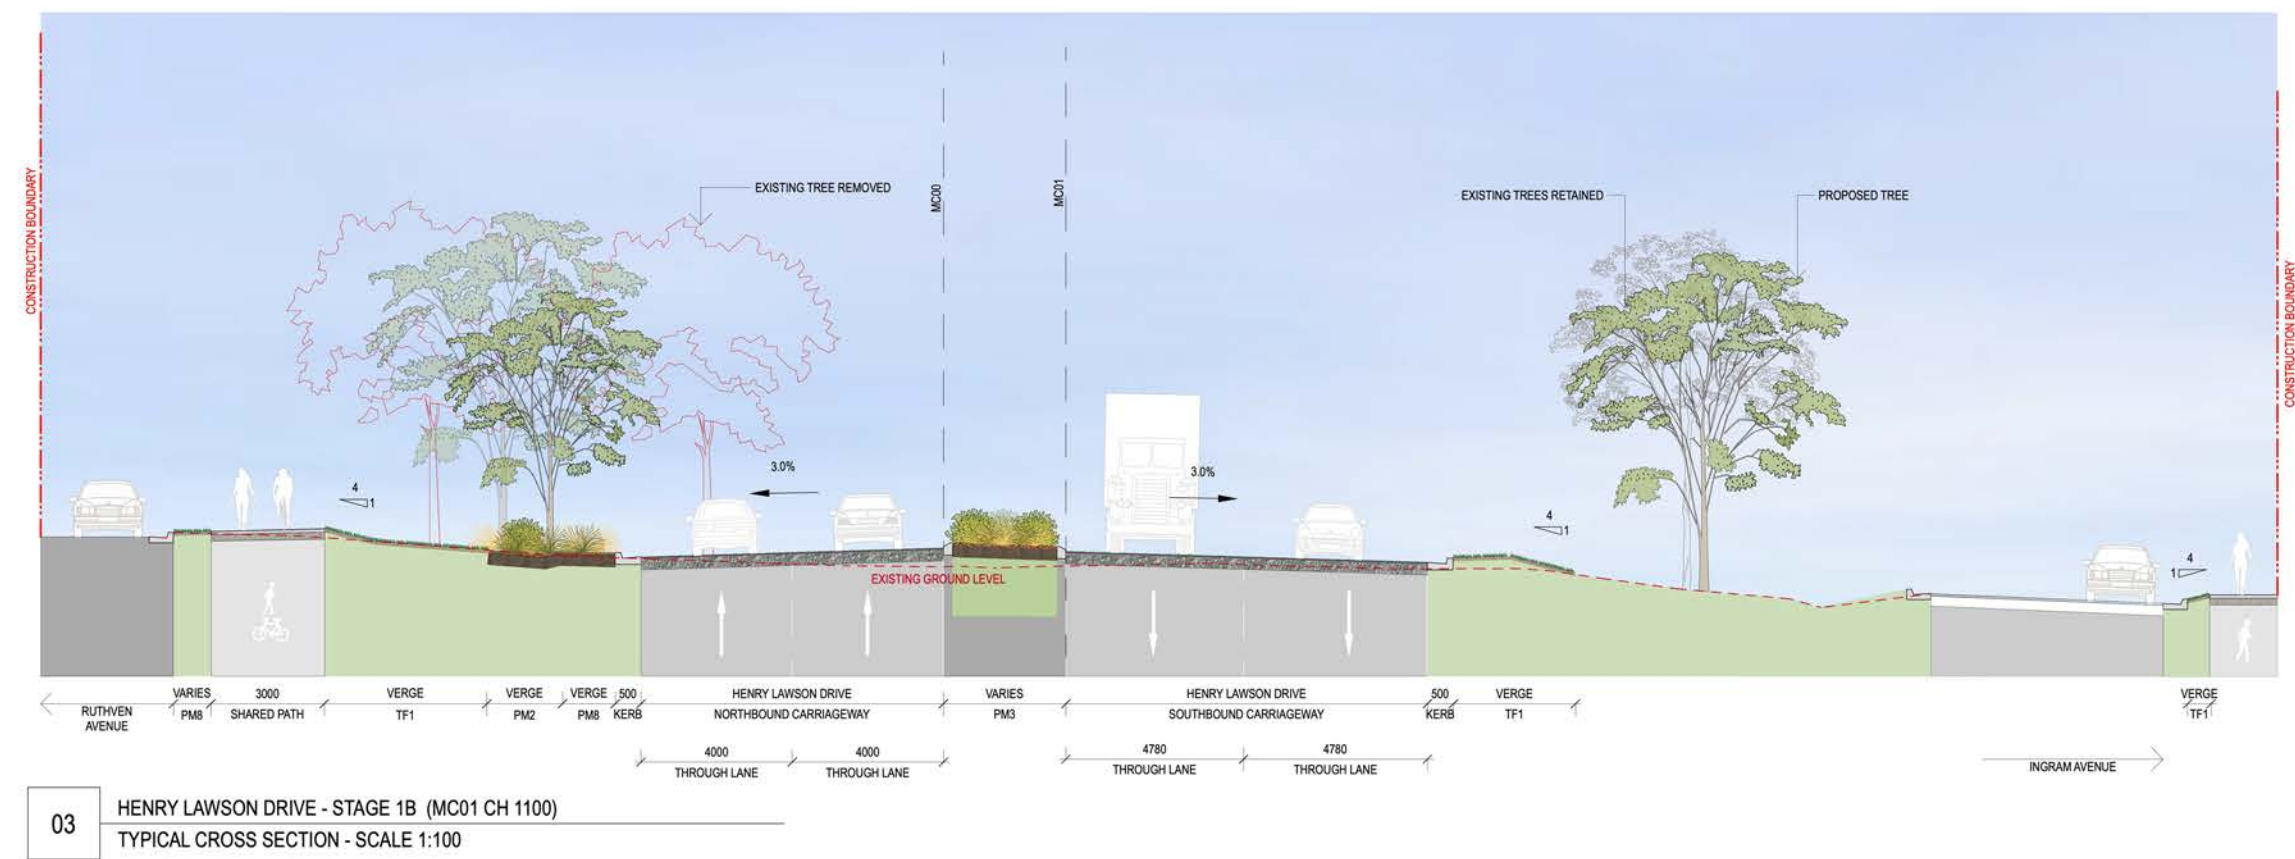 CONSTRUCTION BOUNDARY
EXISTING TREE REMOVED
MC00
MC01
EXISTING TREES RETAINED
PROPOSED TREE
CONSTRUCTION BOUNDARY
4
1
3.0%
3.0%
4
1
4
1
EXISTING GROUND LEVEL
RUTHVEN
AVENUE
VARIES
PM8
3000
SHARED PATH
VERGE
TF1
VERGE
PM2
VERGE
PM8
500
KERB
HENRY LAWSON DRIVE
NORTHBOUND CARRIAGEWAY
VARIES
PM3
HENRY LAWSON DRIVE
SOUTHBOUND CARRIAGEWAY
500
KERB
VERGE
TF1
VERGE
TF1
4000
THROUGH LANE
4000
THROUGH LANE
4780
THROUGH LANE
4780
THROUGH LANE
INGRAM AVENUE
03
HENRY LAWSON DRIVE - STAGE 1B (MC01 CH 1100)
TYPICAL CROSS SECTION - SCALE 1:100